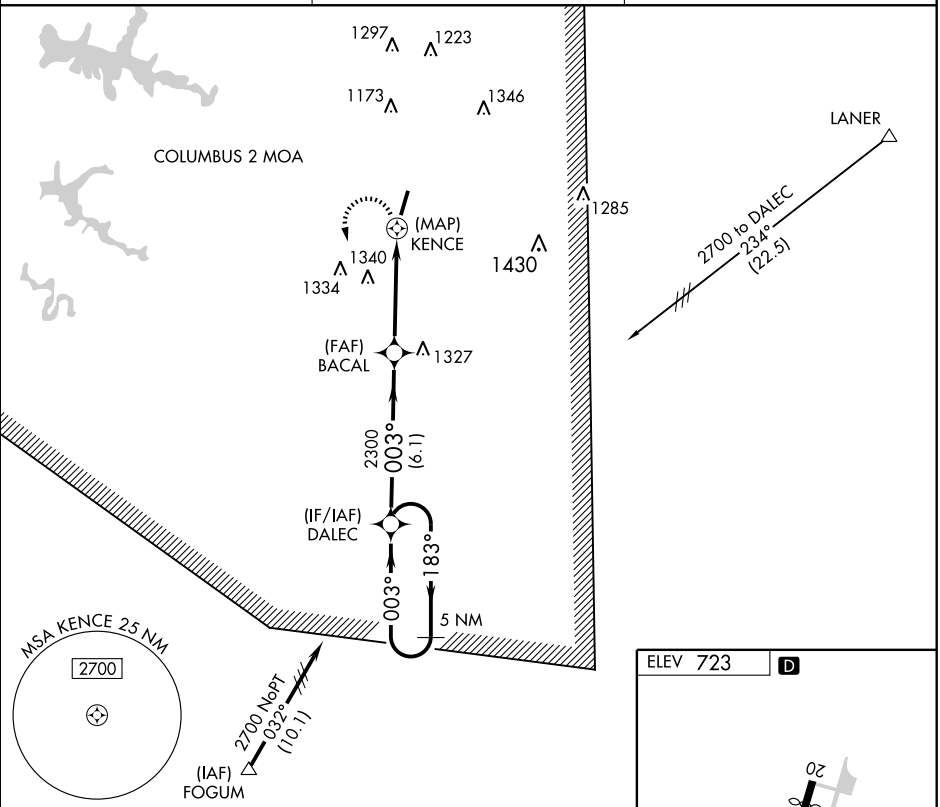 1297
1223
1173
1346
LANER
COLUMBUS 2 MOA
1285
2700 to DALEC
234°
(22.5)
(MAP)
KENCE
1430
1340
1334
(FAF)
BACAL
1327
2300
003°
(6.1)
(IF/IAF)
DALEC
003°
183°
5 NM
MSA KENCE 25 NM
2700
2700 NoPT
032°
(10.1)
(IAF)
FOGUM
ELEV 723
D
20